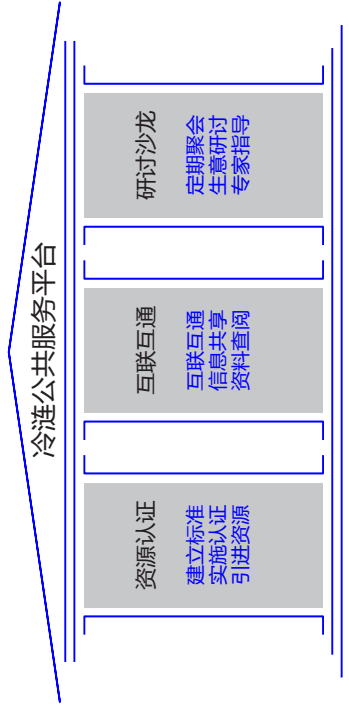 冷涟公共服务平台
资源认证
建立标准
实施认证
引进资源
互联互通
互联互通
信息共享
资料查阅
研讨沙龙
定期聚会
生意研讨
专家指导